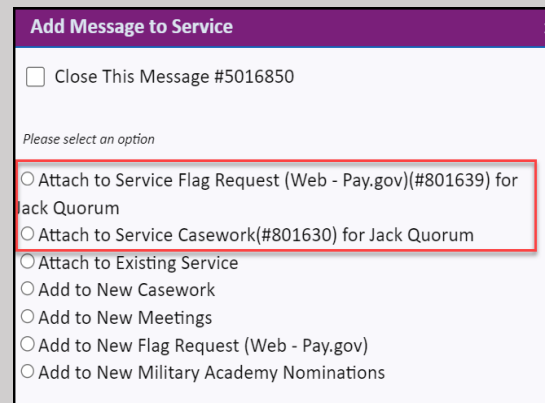 Add Message to Service
Close This Message #5016850
Please select an option
Attach to Service Flag Request (Web - Pay.gov)(#801639) for
Jack Quorum
Attach to Service Casework(#801630) for Jack Quorum
Attach to Existing Service
Add to New Casework
Add to New Meetings
Add to New Flag Request (Web - Pay.gov)
Add to New Military Academy Nominations